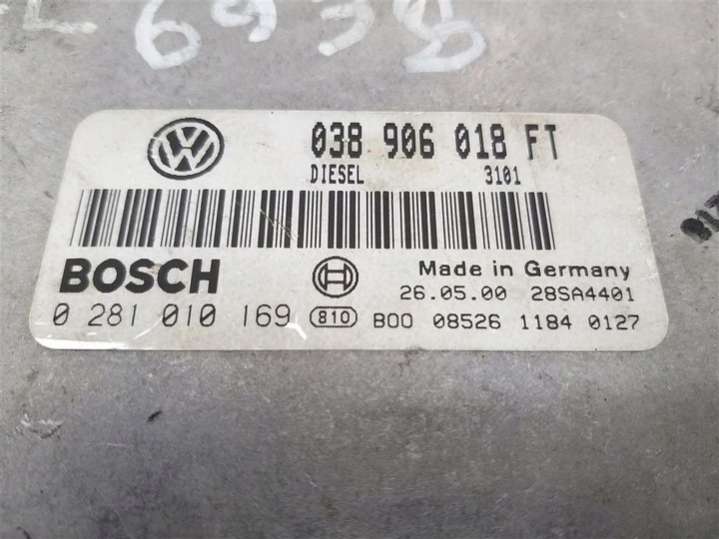 6938
038 906 018 FT
DIESEL 3101
BOSCH
Made in Germany
26.05.00 28SA4401
0 281 010 169 810 B00 08526 1184 0127